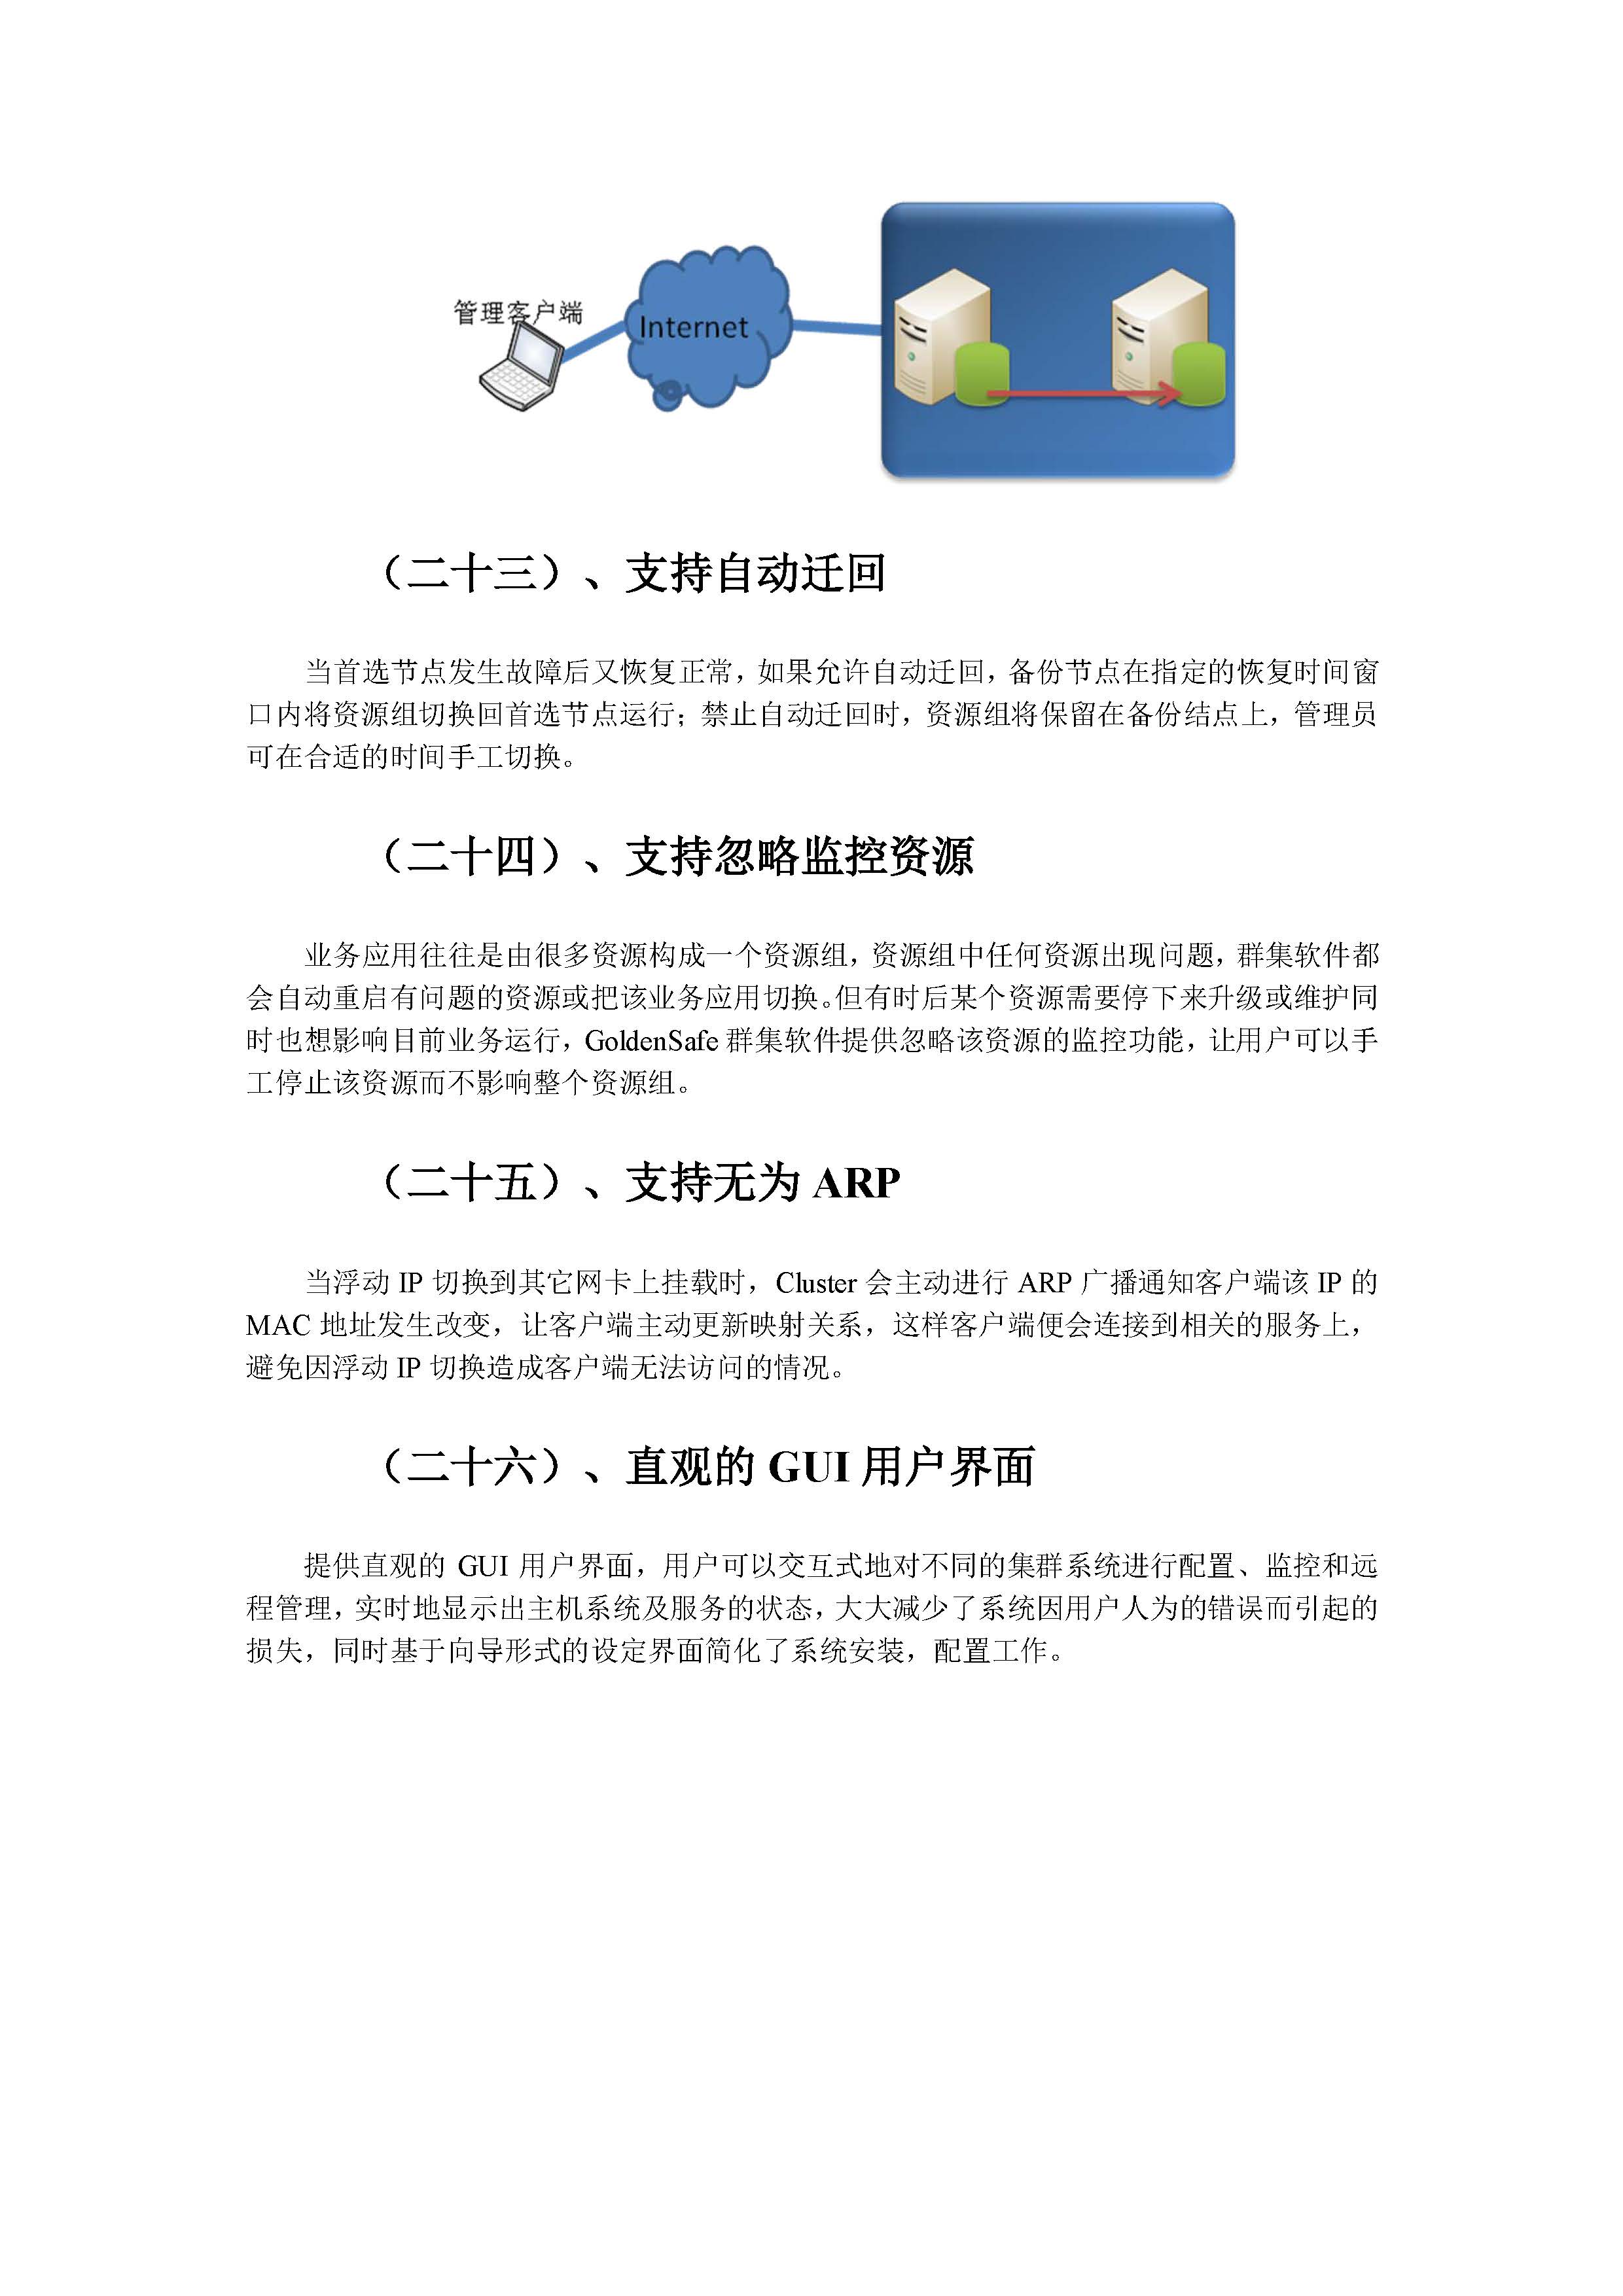 管理客户端
Internet
（二十三）、支持自动迁回
当首选节点发生故障后又恢复正常，如果允许自动迁回，备份节点在指定的恢复时间窗
口内将资源组切换回首选节点运行；禁止自动迁回时，资源组将保留在备份结点上，管理员
可在合适的时间手工切换。
（二十四）、支持忽略监控资源
业务应用往往是由很多资源构成一个资源组，资源组中任何资源出现问题，群集软件都
会自动重启有问题的资源或把该业务应用切换。但有时后某个资源需要停下来升级或维护同
时也想影响目前业务运行，GoldenSafe 群集软件提供忽略该资源的监控功能，让用户可以手
工停止该资源而不影响整个资源组。
（二十五）、支持无为 ARP
当浮动 IP 切换到其它网卡上挂载时，Cluster 会主动进行 ARP 广播通知客户端该 IP 的
MAC 地址发生改变，让客户端主动更新映射关系，这样客户端便会连接到相关的服务上，
避免因浮动 IP 切换造成客户端无法访问的情况。
（二十六）、直观的 GUI 用户界面
提供直观的 GUI 用户界面，用户可以交互式地对不同的集群系统进行配置、监控和远
程管理，实时地显示出主机系统及服务的状态，大大减少了系统因用户人为的错误而引起的
损失，同时基于向导形式的设定界面简化了系统安装，配置工作。